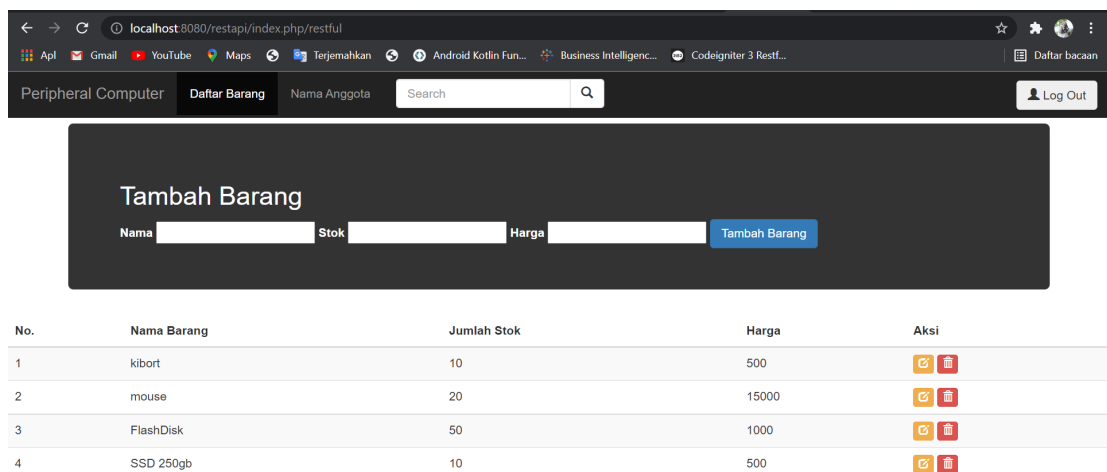 localhost:8080/restapi/index.php/restful
Apl Gmail YouTube Maps Terjemahkan Android Kotlin Fun... Business Intelligenc... Codeigniter 3 Restf... Daftar bacaan
Peripheral Computer Daftar Barang Nama Anggota Search Log Out
Tambah Barang
Nama Stok Harga Tambah Barang
No. Nama Barang Jumlah Stok Harga Aksi
1 kibort 10 500
2 mouse 20 15000
3 FlashDisk 50 1000
4 SSD 250gb 10 500